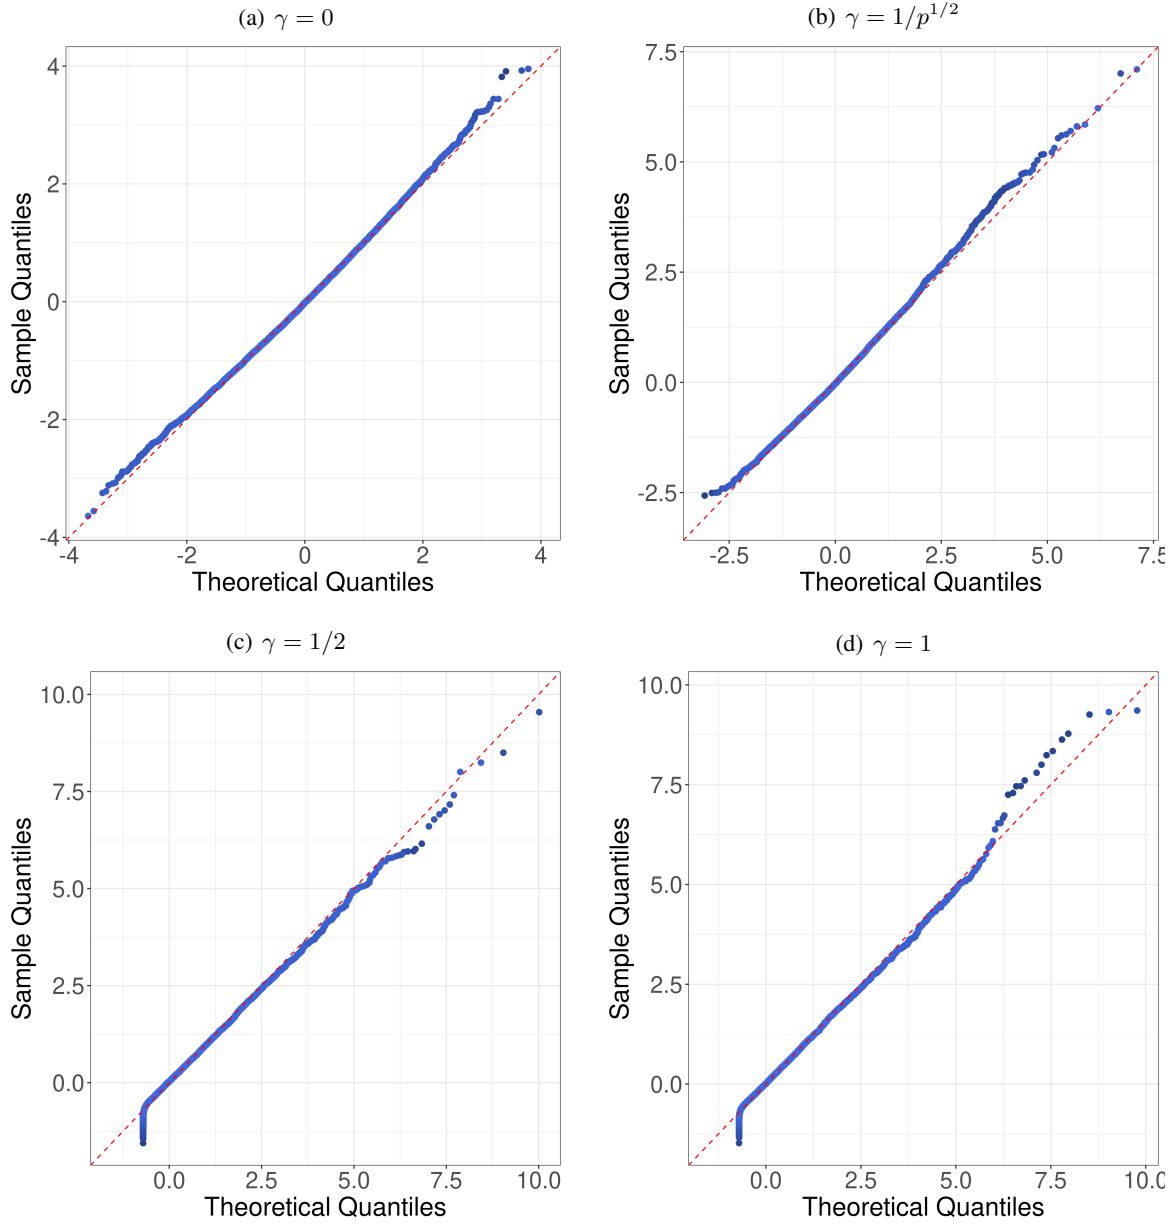 (a) γ = 0
(b) γ = 1/p^{1/2}
4
2
0
-2
-4
Sample Quantiles
-4 -2 0 2 4
Theoretical Quantiles
7.5
5.0
2.5
0.0
-2.5
Sample Quantiles
-2.5 0.0 2.5 5.0 7.5
Theoretical Quantiles
(c) γ = 1/2
(d) γ = 1
10.0
7.5
5.0
2.5
0.0
Sample Quantiles
0.0 2.5 5.0 7.5 10.0
Theoretical Quantiles
10.0
7.5
5.0
2.5
0.0
Sample Quantiles
0.0 2.5 5.0 7.5 10.0
Theoretical Quantiles